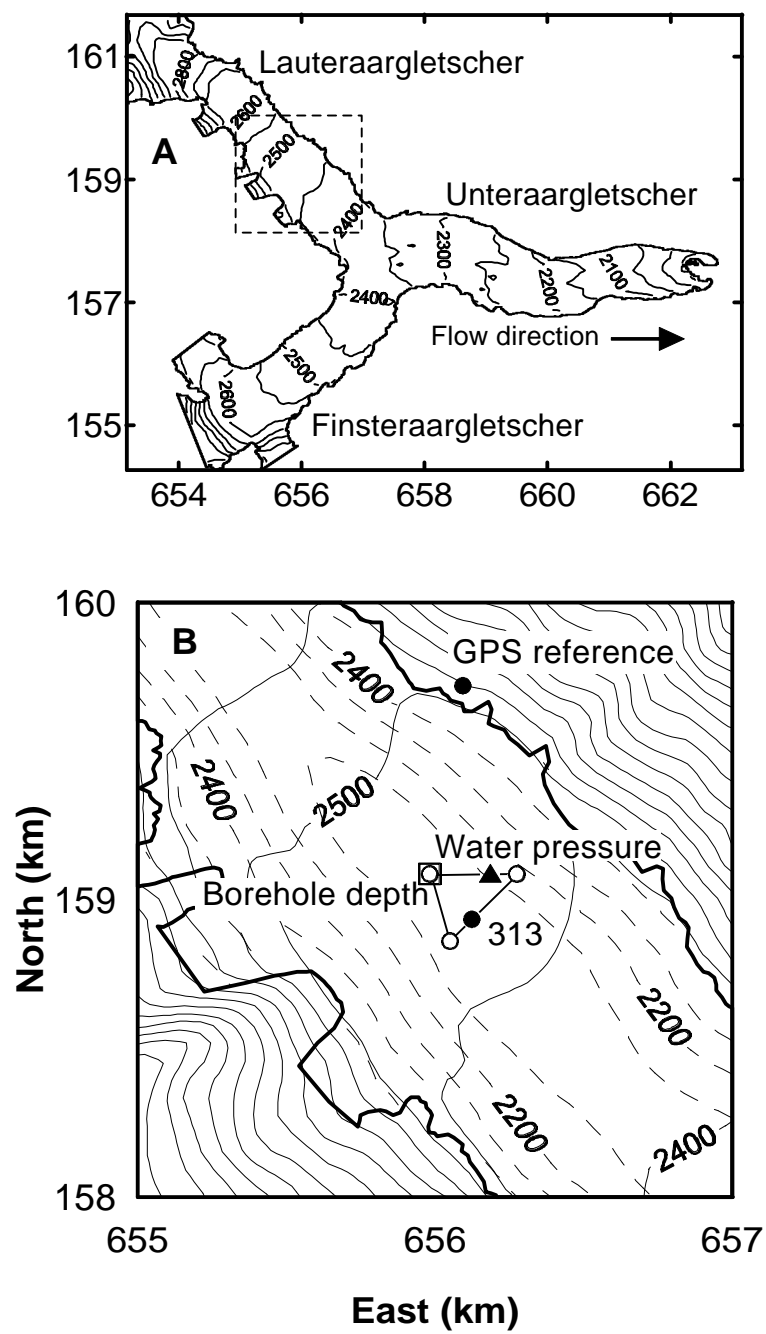 161
159
157
155
A
Lauteraargletscher
2800
2600
2500
2400
Unteraargletscher
2300
2200
2100
2400
Flow direction
2500
2600
Finsteraargletscher
654 656 658 660 662
160
159
158
North (km)
B
GPS reference
2400
2400
2500
Water pressure
Borehole depth
313
2200
2200
2400
655 656 657
East (km)